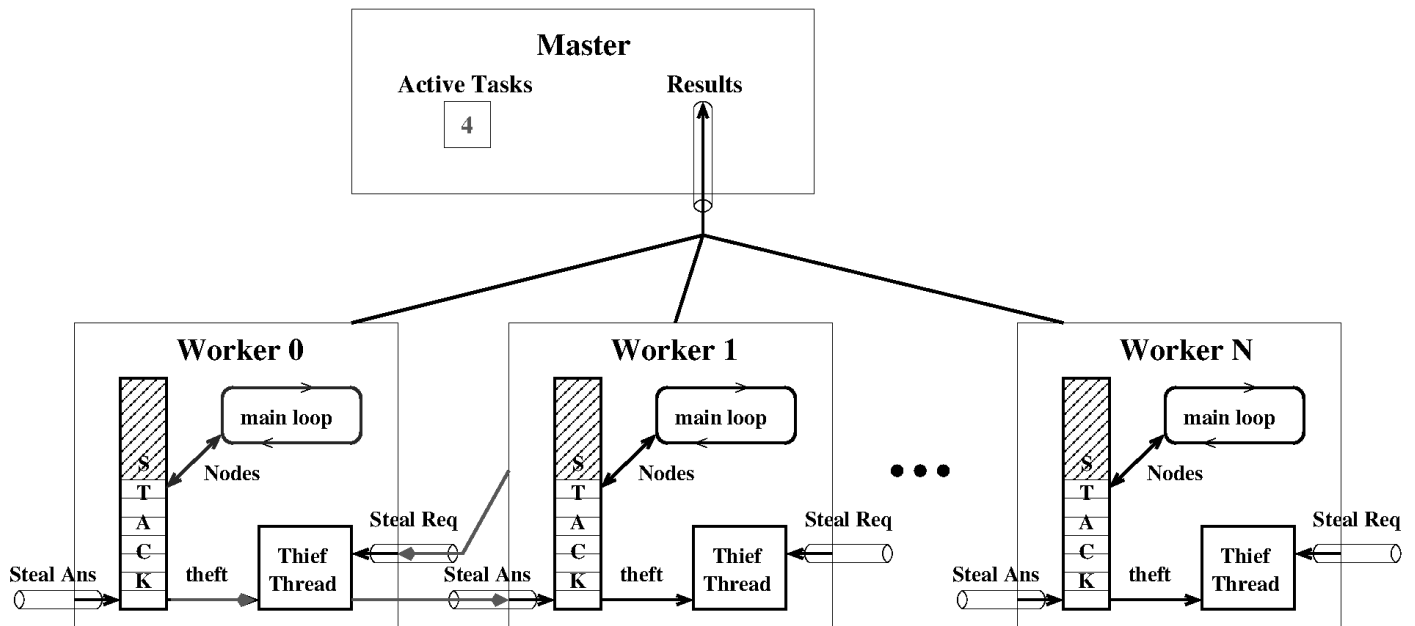 Master
Active Tasks
Results
4
Worker 0
Worker 1
Worker N
main loop
main loop
main loop
Nodes
Nodes
Nodes
S
T
A
C
K
S
T
A
C
K
S
T
A
C
K
Steal Req
Steal Req
Steal Req
Thief
Thread
Thief
Thread
Thief
Thread
Steal Ans
theft
Steal Ans
theft
Steal Ans
theft